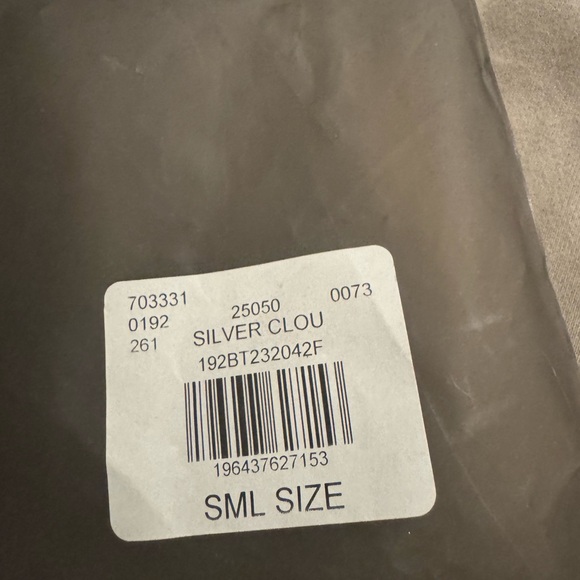 703331 25050 0073
0192 SILVER CLOU
261 192BT232042F
196437627153
SML SIZE